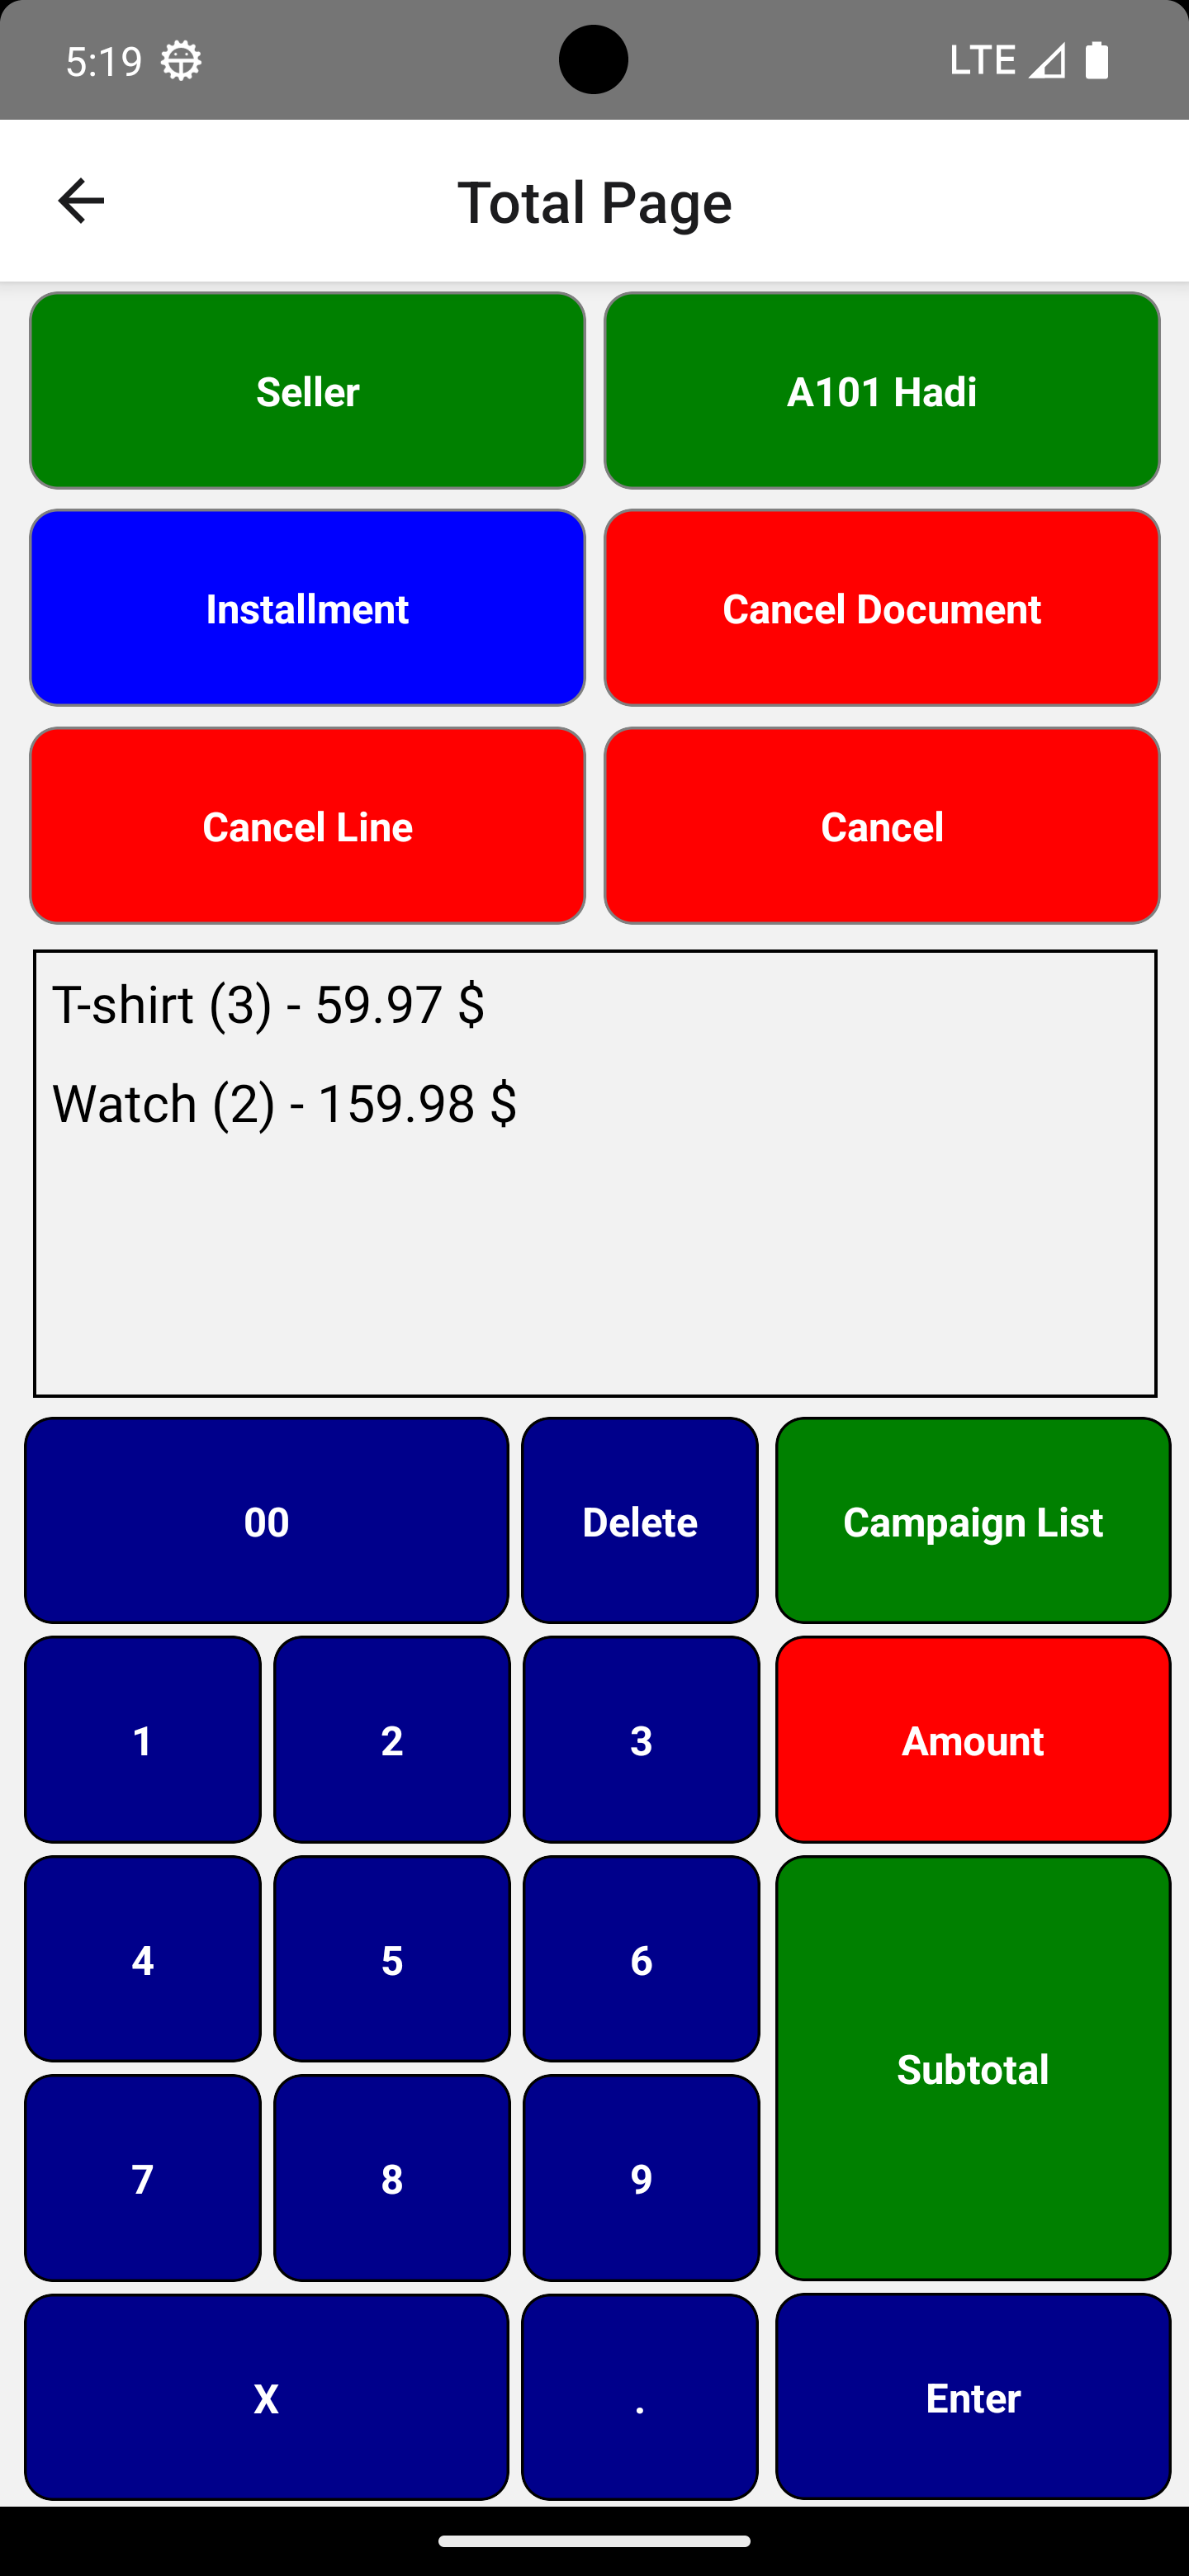 5:19 LTE
Total Page
Seller A101 Hadi
Installment Cancel Document
Cancel Line Cancel
T-shirt (3) - 59.97 $
Watch (2) - 159.98 $
00 Delete Campaign List
1 2 3 Amount
4 5 6
Subtotal
7 8 9
X . Enter